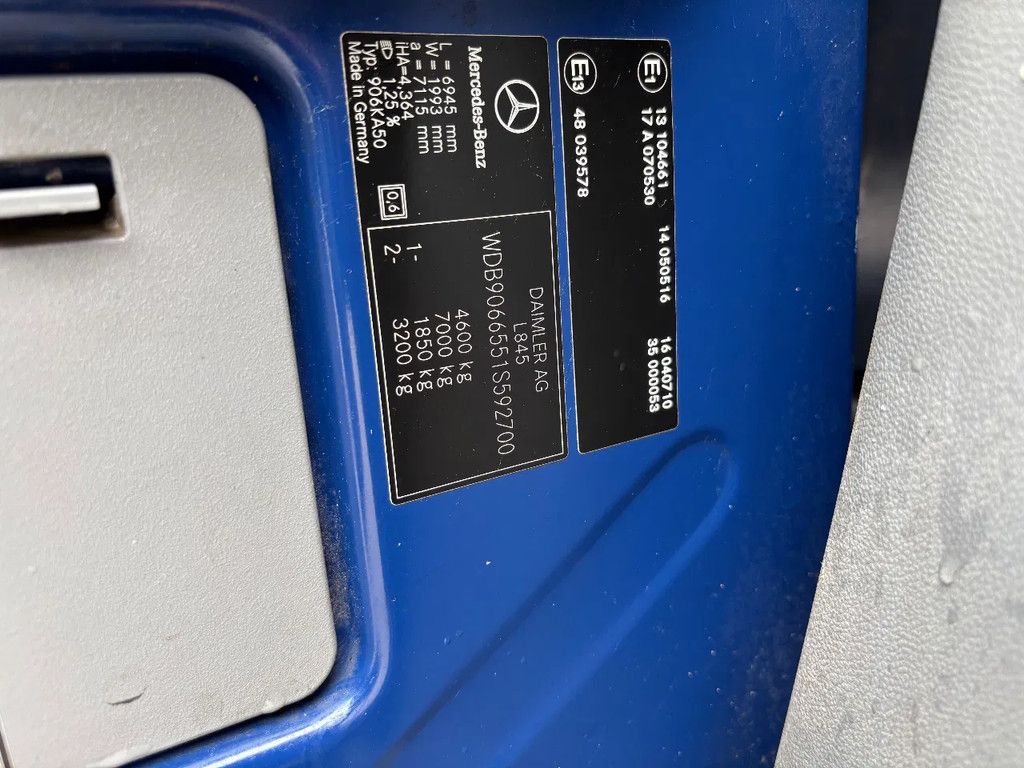 E1
13 104661 14 050516 16 040710
17 A 070530 35 000053
E13 48 039578
Mercedes-Benz
L = 6945 mm
W = 1993 mm
a = 7115 mm
iHA=4,364
1,25 %
Typ: 906KA50
Made in Germany
0,6
DAIMLER AG
L845
WDB9066551S592700
4600 kg
7000 kg
1- 1850 kg
2- 3200 kg